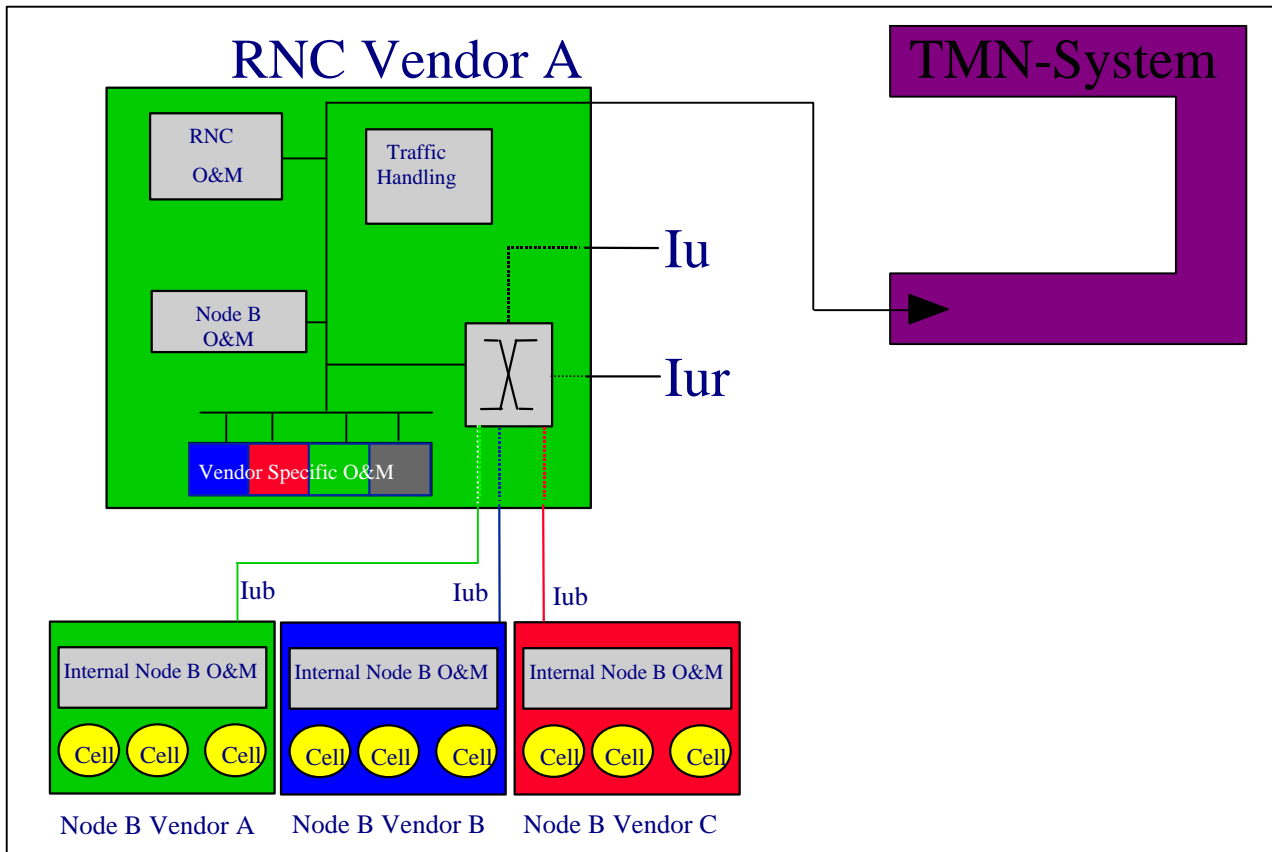 RNC Vendor A
TMN-System
RNC
O&M
Traffic
Handling
Iu
Node B
O&M
Iur
Vendor Specific O&M
Iub
Iub
Iub
Internal Node B O&M
Internal Node B O&M
Internal Node B O&M
Cell
Cell
Cell
Cell
Cell
Cell
Cell
Cell
Cell
Node B Vendor A
Node B Vendor B
Node B Vendor C